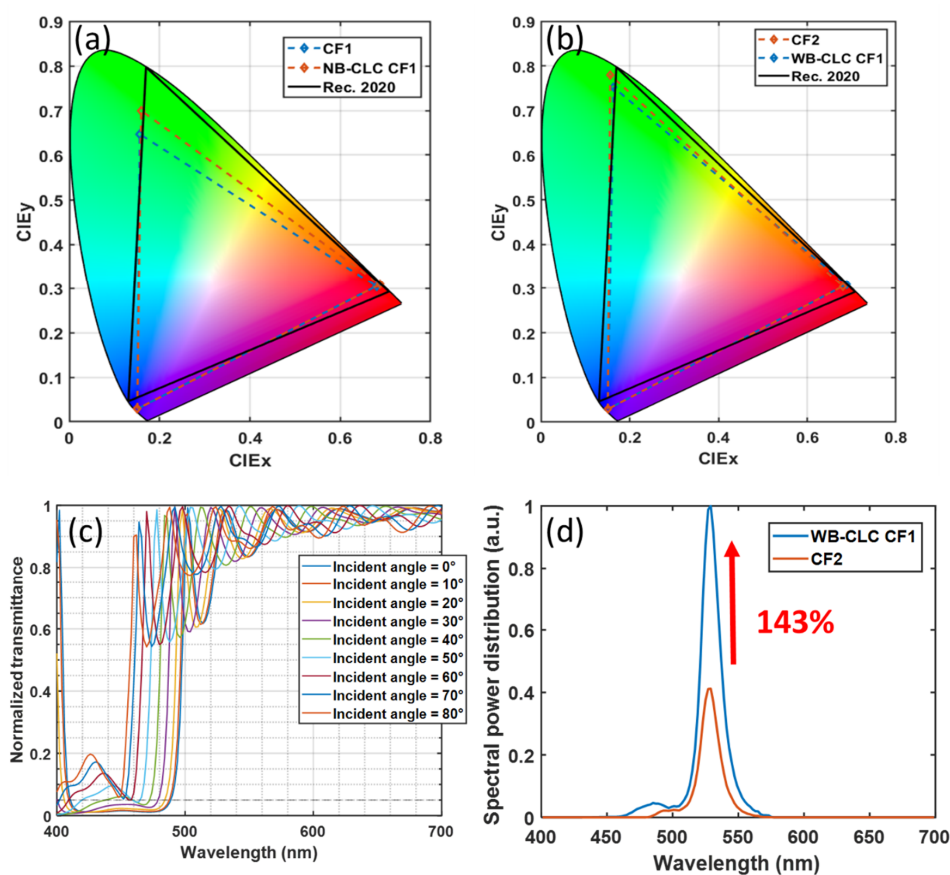 (a)
CF1
NB-CLC CF1
Rec. 2020
0.9
0.8
0.7
0.6
0.5
0.4
0.3
0.2
0.1
0
CIEy
0 0.2 0.4 0.6 0.8
CIEx
(b)
CF2
WB-CLC CF1
Rec. 2020
0.9
0.8
0.7
0.6
0.5
0.4
0.3
0.2
0.1
0
CIEy
0 0.2 0.4 0.6 0.8
CIEx
(c)
1
0.8
0.6
0.4
0.2
0
Normalized transmittance
Incident angle = 0°
Incident angle = 10°
Incident angle = 20°
Incident angle = 30°
Incident angle = 40°
Incident angle = 50°
Incident angle = 60°
Incident angle = 70°
Incident angle = 80°
400 500 600 700
Wavelength (nm)
(d)
WB-CLC CF1
CF2
143%
1
0.8
0.6
0.4
0.2
0
Spectral power distribution (a.u.)
400 450 500 550 600 650 700
Wavelength (nm)